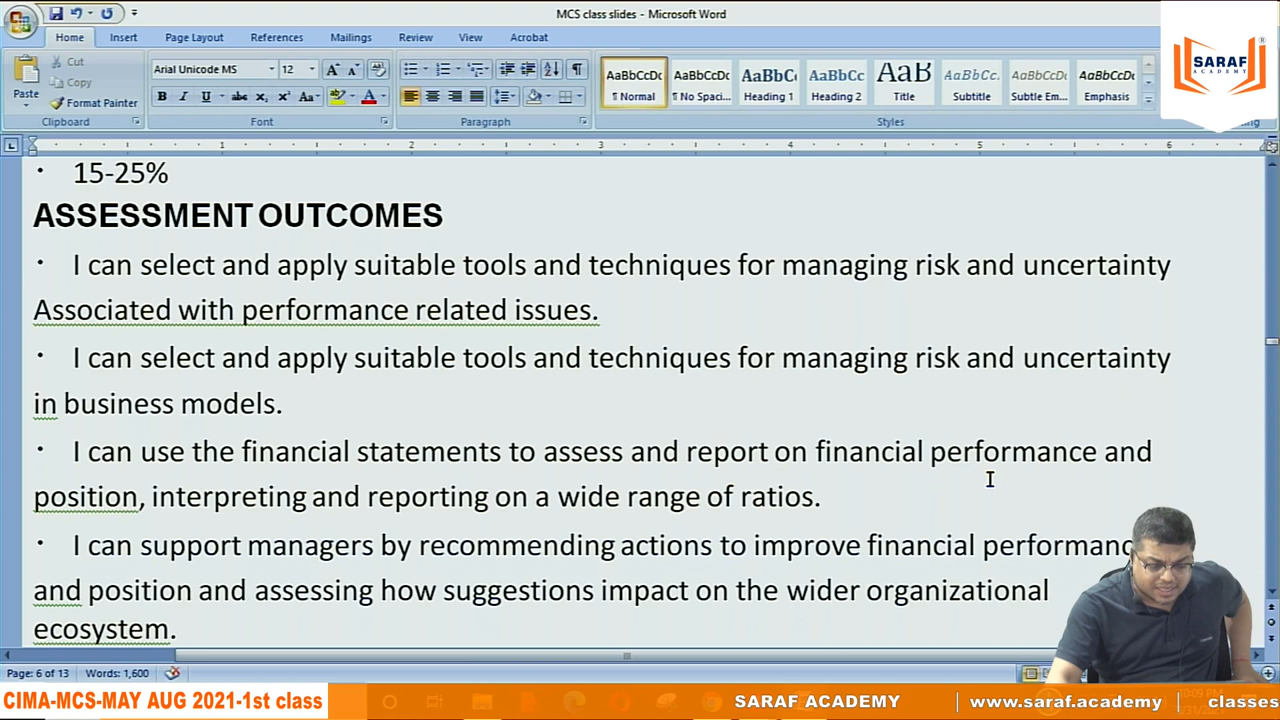 MCS class slides - Microsoft Word
Home Insert Page Layout References Mailings Review View Acrobat
Paste
Cut
Copy
Format Painter
Clipboard
Arial Unicode MS 12
Font
Paragraph
AaBbCcDc AaBbCcDc AaBbCc AaBbCc AaB AaBbCc. AaBbCcDc AaBbCcDc
¶ Normal ¶ No Spaci... Heading 1 Heading 2 Title Subtitle Subtle Em... Emphasis
Styles
SARAF
ACADEMY
1 2 3 4 5 6
• 15-25%
ASSESSMENT OUTCOMES
• I can select and apply suitable tools and techniques for managing risk and uncertainty
Associated with performance related issues.
• I can select and apply suitable tools and techniques for managing risk and uncertainty
in business models.
• I can use the financial statements to assess and report on financial performance and
position, interpreting and reporting on a wide range of ratios.
• I can support managers by recommending actions to improve financial performanc
and position and assessing how suggestions impact on the wider organizational
ecosystem.
Page: 6 of 13 Words: 1,600
CIMA-MCS-MAY AUG 2021-1st class SARAF ACADEMY | www.saraf.academy | classes